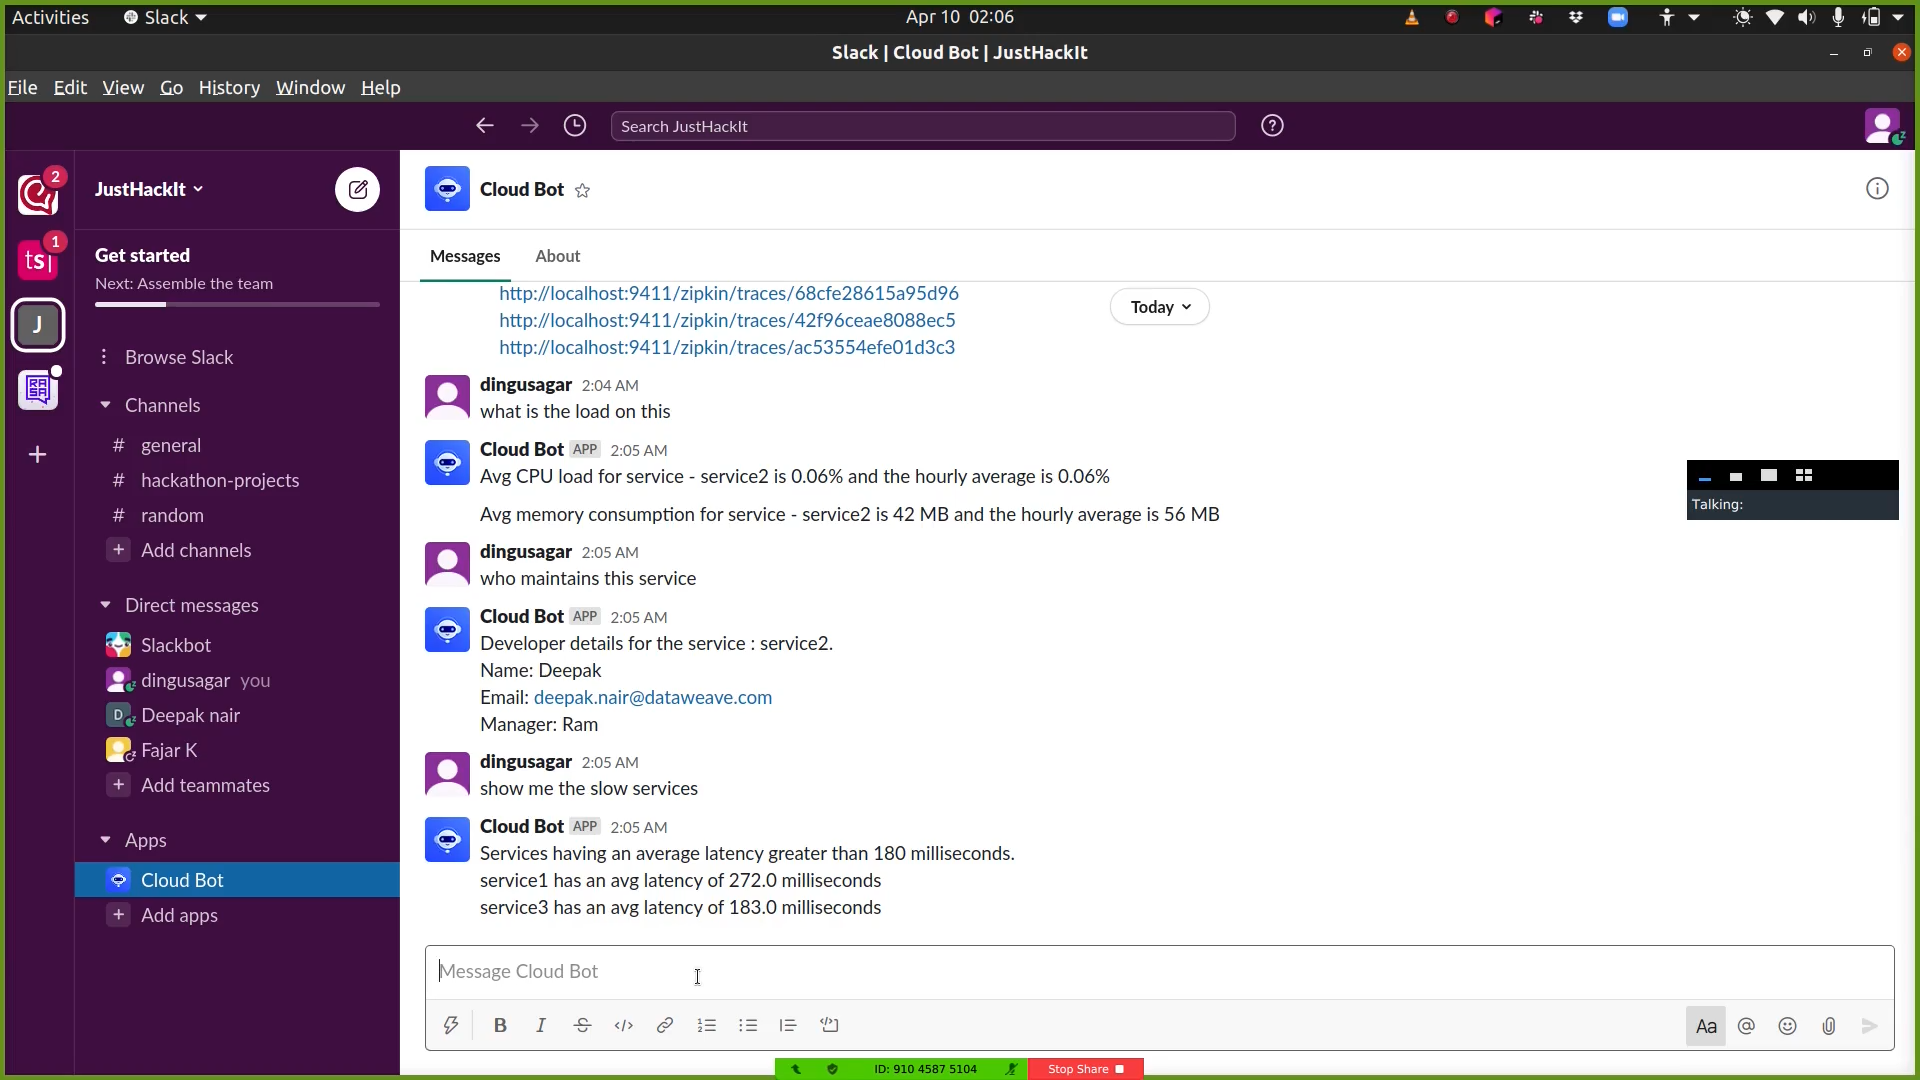 Activities
Slack
Apr 10 02:06
Slack | Cloud Bot | JustHackIt
File Edit View Go History Window Help
Search JustHackIt
2
1
tsl
J
RASA
JustHackIt
Get started
Next: Assemble the team
Browse Slack
Channels
# general
# hackathon-projects
# random
+ Add channels
Direct messages
Slackbot
dingusagar you
D Deepak nair
Fajar K
+ Add teammates
Apps
Cloud Bot
+ Add apps
Cloud Bot
Messages About
Today
http://localhost:9411/zipkin/traces/68cfe28615a95d96
http://localhost:9411/zipkin/traces/42f96ceae8088ec5
http://localhost:9411/zipkin/traces/ac53554efe01d3c3
dingusagar 2:04 AM
what is the load on this
Cloud Bot APP 2:05 AM
Avg CPU load for service - service2 is 0.06% and the hourly average is 0.06%
Avg memory consumption for service - service2 is 42 MB and the hourly average is 56 MB
dingusagar 2:05 AM
who maintains this service
Cloud Bot APP 2:05 AM
Developer details for the service : service2.
Name: Deepak
Email: deepak.nair@dataweave.com
Manager: Ram
dingusagar 2:05 AM
show me the slow services
Cloud Bot APP 2:05 AM
Services having an average latency greater than 180 milliseconds.
service1 has an avg latency of 272.0 milliseconds
service3 has an avg latency of 183.0 milliseconds
Message Cloud Bot
B I S Aa @
Talking:
ID: 910 4587 5104 Stop Share